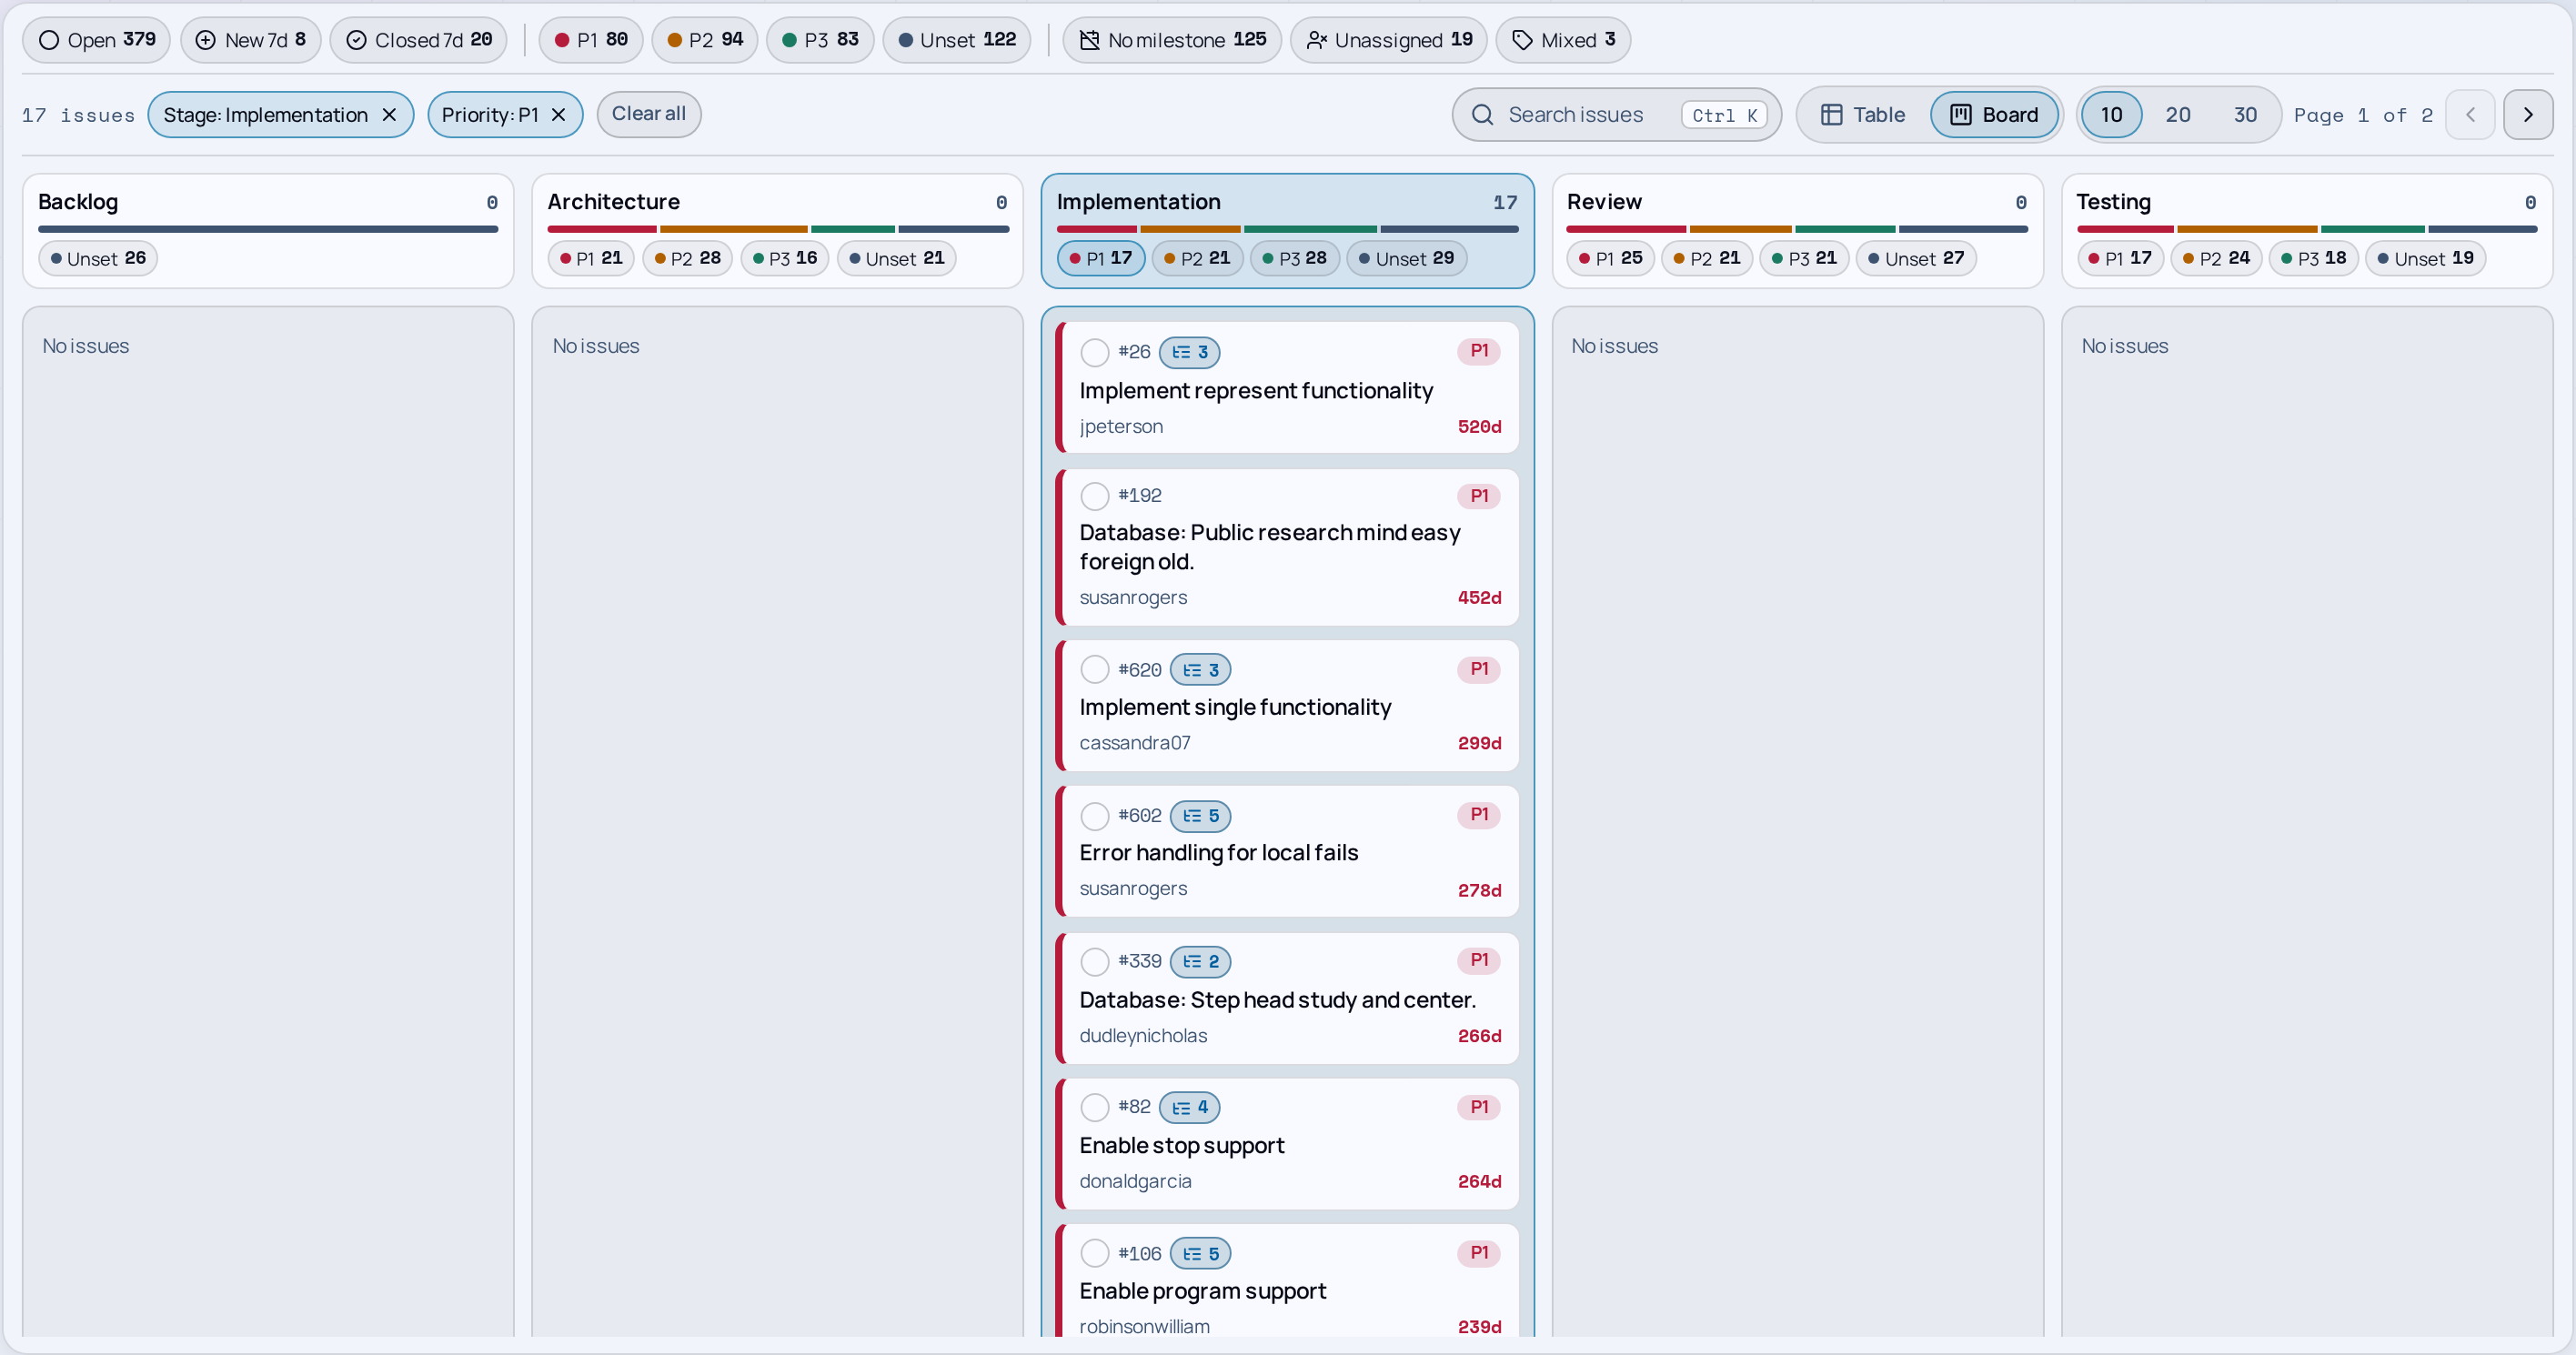 Open 379 New 7d 8 Closed 7d 20 P1 80 P2 94 P3 83 Unset 122 No milestone 125 Unassigned 19 Mixed 3
17 issues Stage: Implementation Priority: P1 Clear all Search issues Ctrl K Table Board 10 20 30 Page 1 of 2
Backlog 0
Unset 26
No issues
Architecture 0
P1 21 P2 28 P3 16 Unset 21
No issues
Implementation 17
P1 17 P2 21 P3 28 Unset 29
#26 3 P1
Implement represent functionality
jpeterson 520d
#192 P1
Database: Public research mind easy
foreign old.
susanrogers 452d
#620 3 P1
Implement single functionality
cassandra07 299d
#602 5 P1
Error handling for local fails
susanrogers 278d
#339 2 P1
Database: Step head study and center.
dudleynicholas 266d
#82 4 P1
Enable stop support
donaldgarcia 264d
#106 5 P1
Enable program support
robinsonwilliam 239d
Review 0
P1 25 P2 21 P3 21 Unset 27
No issues
Testing 0
P1 17 P2 24 P3 18 Unset 19
No issues